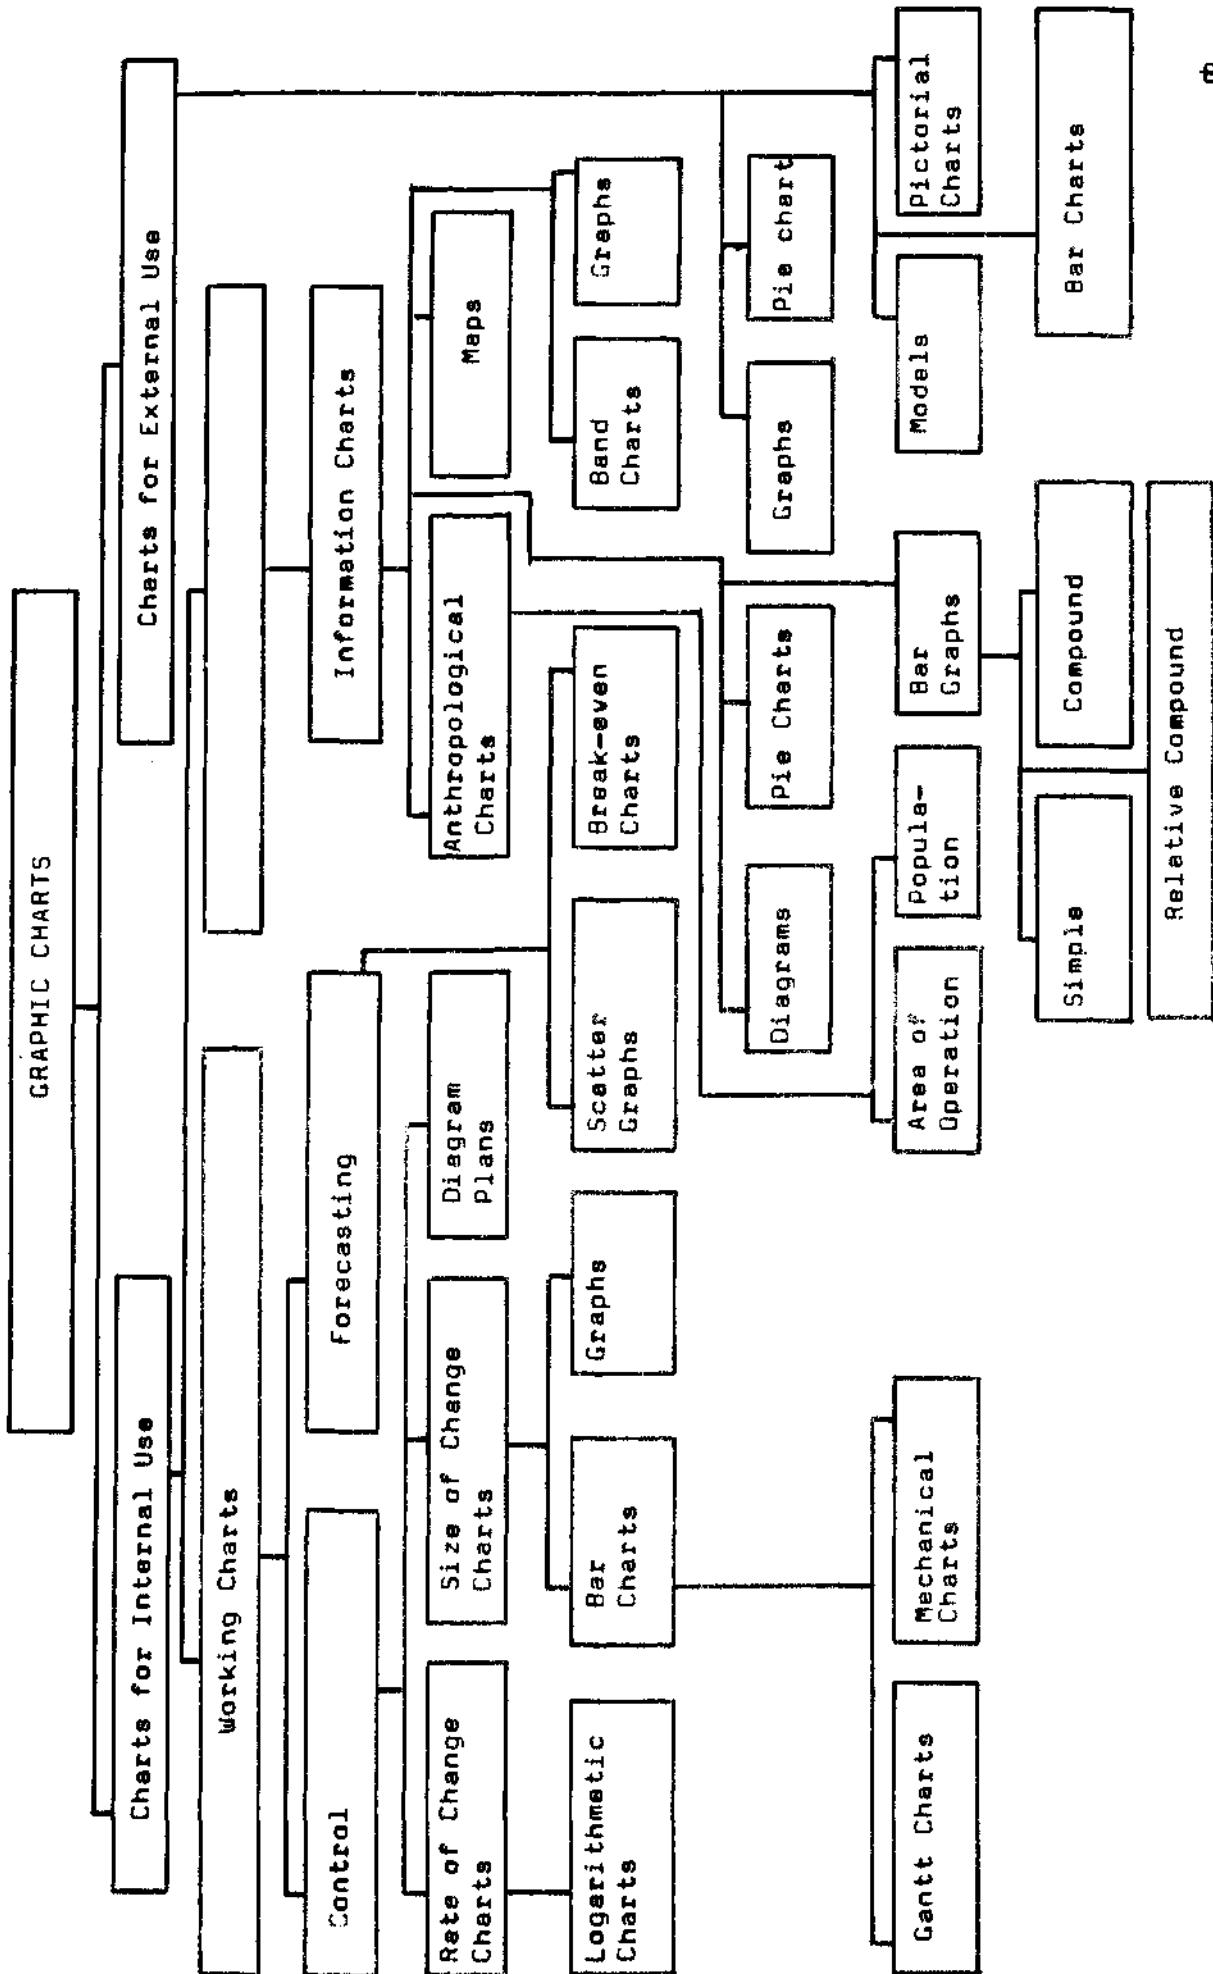 GRAPHIC CHARTS
Charts for Internal Use
Charts for External Use
Working Charts
Control
Forecasting
Information Charts
Rate of Change
Charts
Size of Change
Charts
Diagram
Plans
Anthropological
Charts
Maps
Logarithmetic
Charts
Bar
Charts
Graphs
Scatter
Graphs
Break-even
Charts
Band
Charts
Graphs
Diagrams
Pie Charts
Graphs
Pie chart
Gantt Charts
Mechanical
Charts
Area of
Operation
Popula-
tion
Bar
Graphs
Models
Pictorial
Charts
Simple
Compound
Bar Charts
Relative Compound